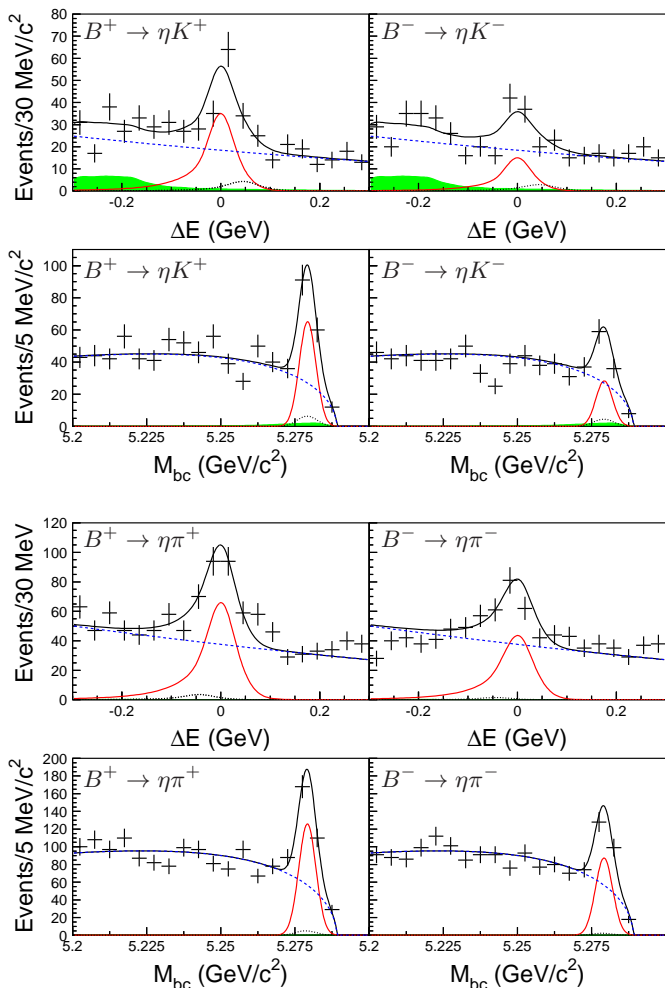 B⁺ → ηK⁺ B⁻ → ηK⁻
Events/30 MeV/c²
80
70
60
50
40
30
20
10
0
-0.2 0 0.2 -0.2 0 0.2
ΔE (GeV) ΔE (GeV)
B⁺ → ηK⁺ B⁻ → ηK⁻
Events/5 MeV/c²
100
80
60
40
20
0
5.2 5.225 5.25 5.275 5.2 5.225 5.25 5.275
M_bc (GeV/c²) M_bc (GeV/c²)
B⁺ → ηπ⁺ B⁻ → ηπ⁻
Events/30 MeV
120
100
80
60
40
20
0
-0.2 0 0.2 -0.2 0 0.2
ΔE (GeV) ΔE (GeV)
B⁺ → ηπ⁺ B⁻ → ηπ⁻
Events/5 MeV/c²
200
180
160
140
120
100
80
60
40
20
0
5.2 5.225 5.25 5.275 5.2 5.225 5.25 5.275
M_bc (GeV/c²) M_bc (GeV/c²)